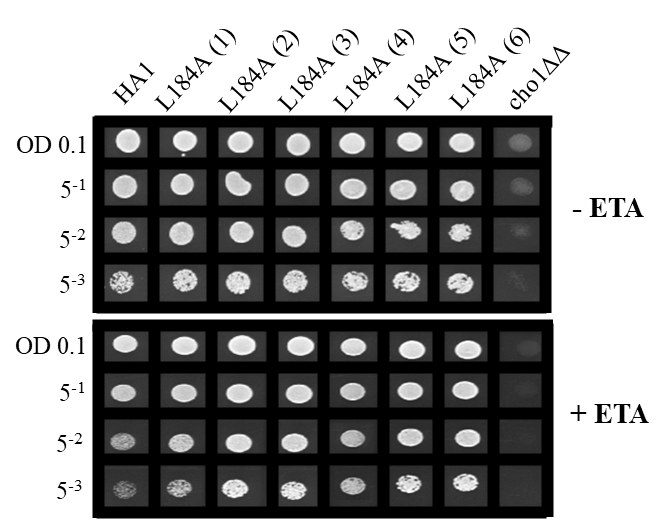 HA1 L184A (1) L184A (2) L184A (3) L184A (4) L184A (5) L184A (6) cho1ΔΔ
OD 0.1
5-1
5-2
5-3
- ETA
OD 0.1
5-1
5-2
5-3
+ ETA